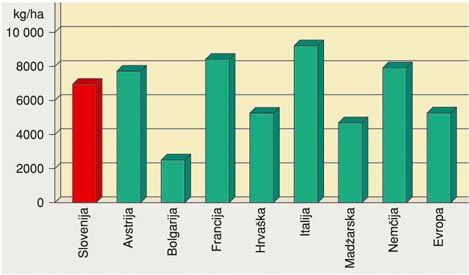 kg/ha
10 000
8000
6000
4000
2000
0
Slovenija
Avstrija
Bolgarija
Francija
Hrvaška
Italija
Madžarska
Nemčija
Evropa